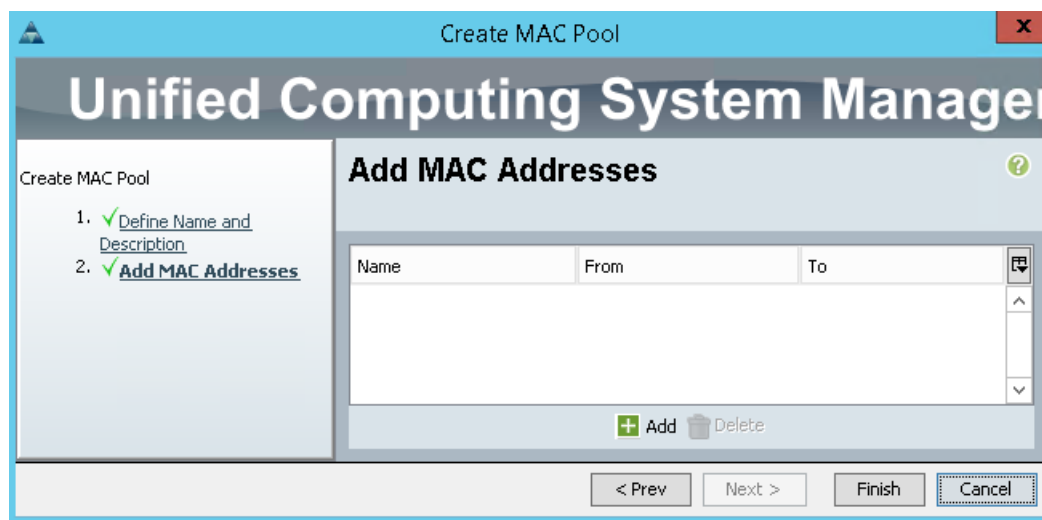 Create MAC Pool
x
Unified Computing System Manager
Create MAC Pool
Add MAC Addresses
?
1. Define Name and
Description
2. Add MAC Addresses
Name From To
Add Delete
< Prev Next > Finish Cancel